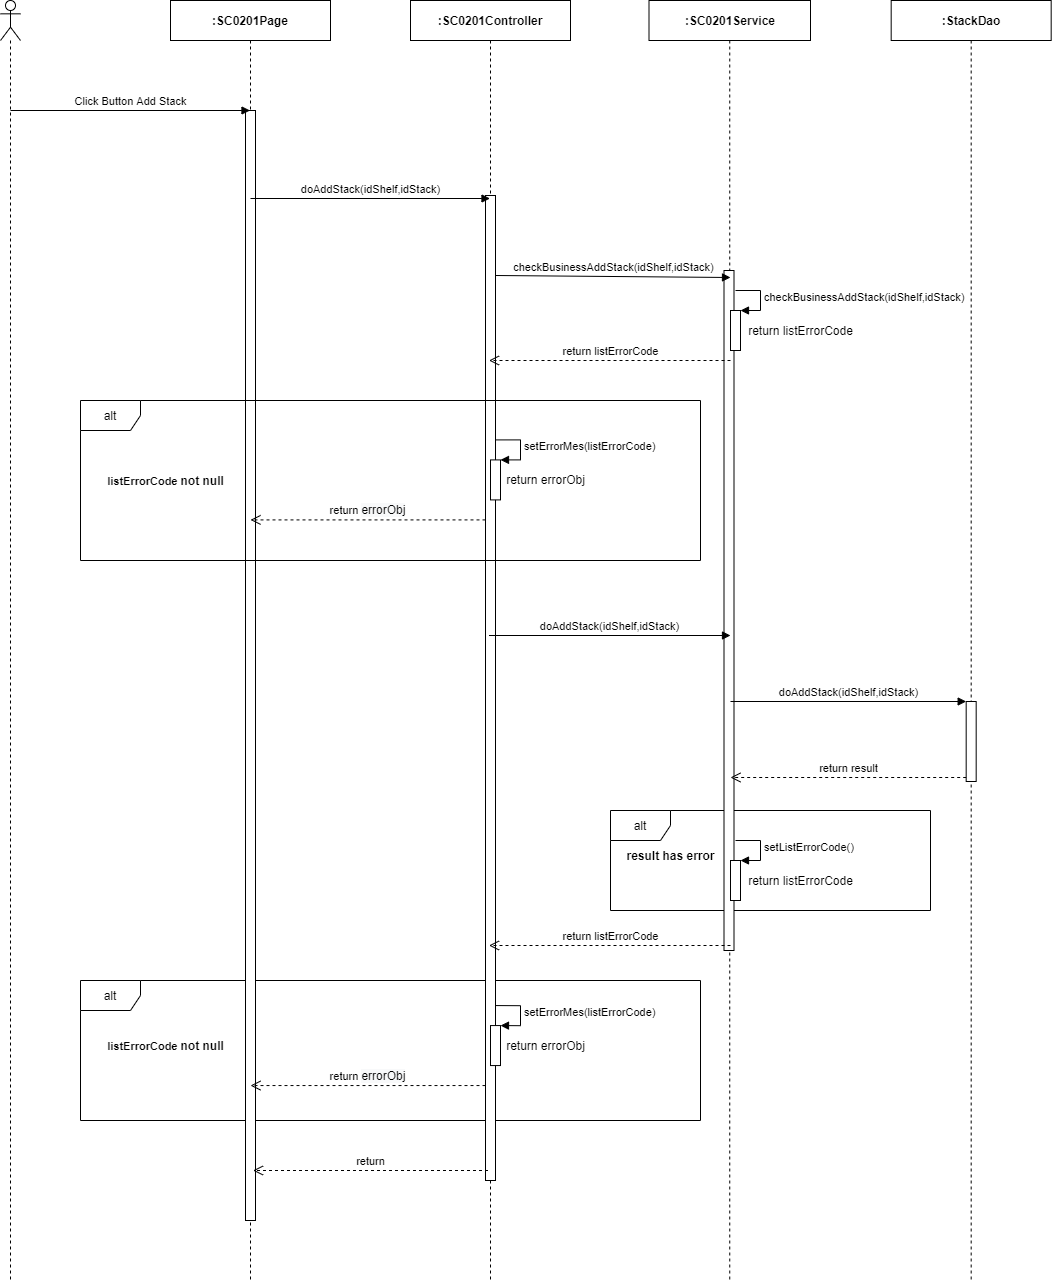 :SC0201Page
:SC0201Controller
:SC0201Service
:StackDao
Click Button Add Stack
doAddStack(idShelf,idStack)
checkBusinessAddStack(idShelf,idStack)
checkBusinessAddStack(idShelf,idStack)
return listErrorCode
return listErrorCode
alt
setErrorMes(listErrorCode)
listErrorCode not null
return errorObj
return errorObj
doAddStack(idShelf,idStack)
doAddStack(idShelf,idStack)
return result
alt
setListErrorCode()
result has error
return listErrorCode
return listErrorCode
alt
setErrorMes(listErrorCode)
listErrorCode not null
return errorObj
return errorObj
return